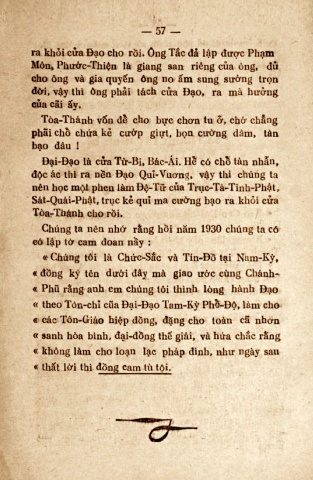 — 57 —
ra khỏi cửa Đạo cho rồi. Ông Tắc đã lập được Phạm
Môn, Phước-Thiện là giang san riêng của ông, đủ
cho ông và gia quyến ông no ấm sung sướng trọn
đời, vậy thì ông phải tách cửa Đạo, ra mà hưởng
của cải ấy.
Tòa-Thánh vốn để cho bực chơn tu ở, chớ chẳng
phải chỗ chứa kẻ cướp giựt, bọn cường dâm, tàn
bạo đâu !
Đại-Đạo là cửa Từ-Bi, Bác-Ái. Hễ có chỗ tàn nhẫn,
độc ác thì ra nền Đạo Quỉ-Vương, vậy thì chúng ta
nên học một phen làm Đệ-Tử của Trục-Tà-Tinh-Phật,
Sát-Quái-Phật, trục kẻ quỉ ma cường bạo ra khỏi cửa
Tòa-Thánh cho rồi.
Chúng ta nên nhớ rằng hồi năm 1930 chúng ta có
có lập tờ cam đoan nầy :
« Chúng tôi là Chức-Sắc và Tín-Đồ tại Nam-Kỳ,
« đồng ký tên dưới đây mà giao ước cùng Chánh-
« Phủ rằng anh em chúng tôi thình lòng hành Đạo
« theo Tôn-chỉ của Đại-Đạo Tam-Kỳ Phổ-Độ, làm cho
« các Tôn-Giáo hiệp đồng, đặng cho toàn cả nhơn
« sanh hòa bình, đại-đồng thế giái, và hứa chắc rằng
« không làm cho loạn lạc pháp đình, như ngày sau
« thất lời thì đồng cam tù tội.